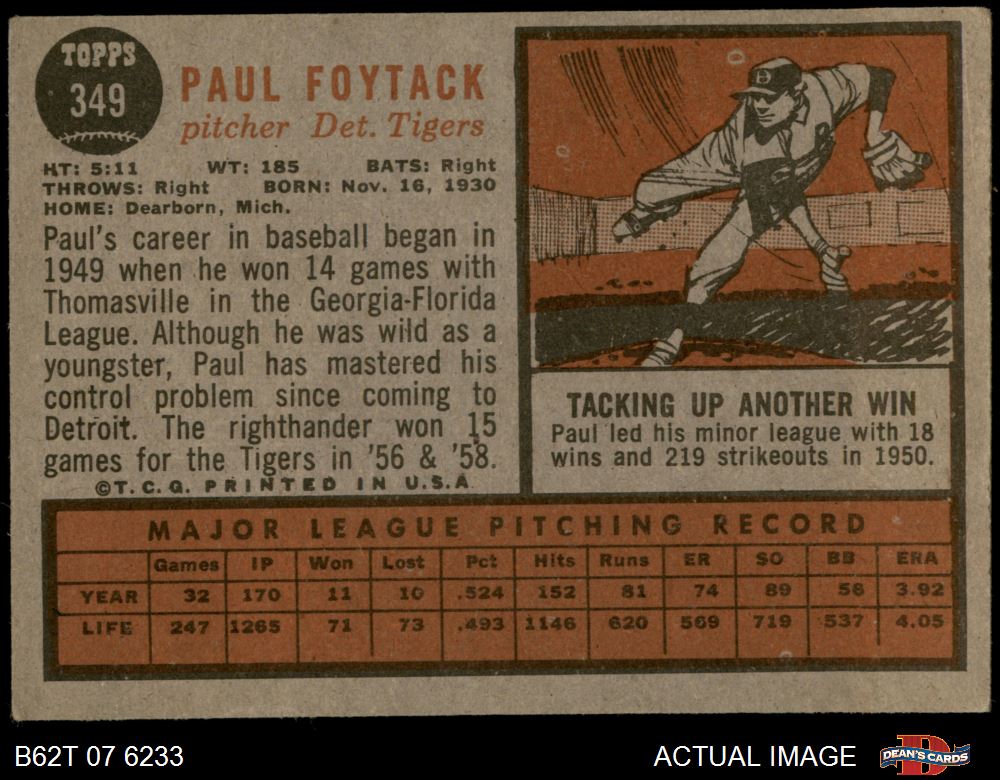 TOPPS
349
PAUL FOYTACK
pitcher Det. Tigers
HT: 5:11 WT: 185 BATS: Right
THROWS: Right BORN: Nov. 16, 1930
HOME: Dearborn, Mich.
Paul's career in baseball began in
1949 when he won 14 games with
Thomasville in the Georgia-Florida
League. Although he was wild as a
youngster, Paul has mastered his
control problem since coming to
Detroit. The righthander won 15
games for the Tigers in '56 & '58.
©T.C.G. PRINTED IN U.S.A.
TACKING UP ANOTHER WIN
Paul led his minor league with 18
wins and 219 strikeouts in 1950.
MAJOR LEAGUE PITCHING RECORD
Games IP Won Lost Pct Hits Runs ER SO BB ERA
YEAR 32 170 11 10 .524 152 81 74 89 56 3.92
LIFE 247 1265 71 73 .493 1146 620 569 719 537 4.05
B62T 07 6233
ACTUAL IMAGE
D
DEAN'S CARDS